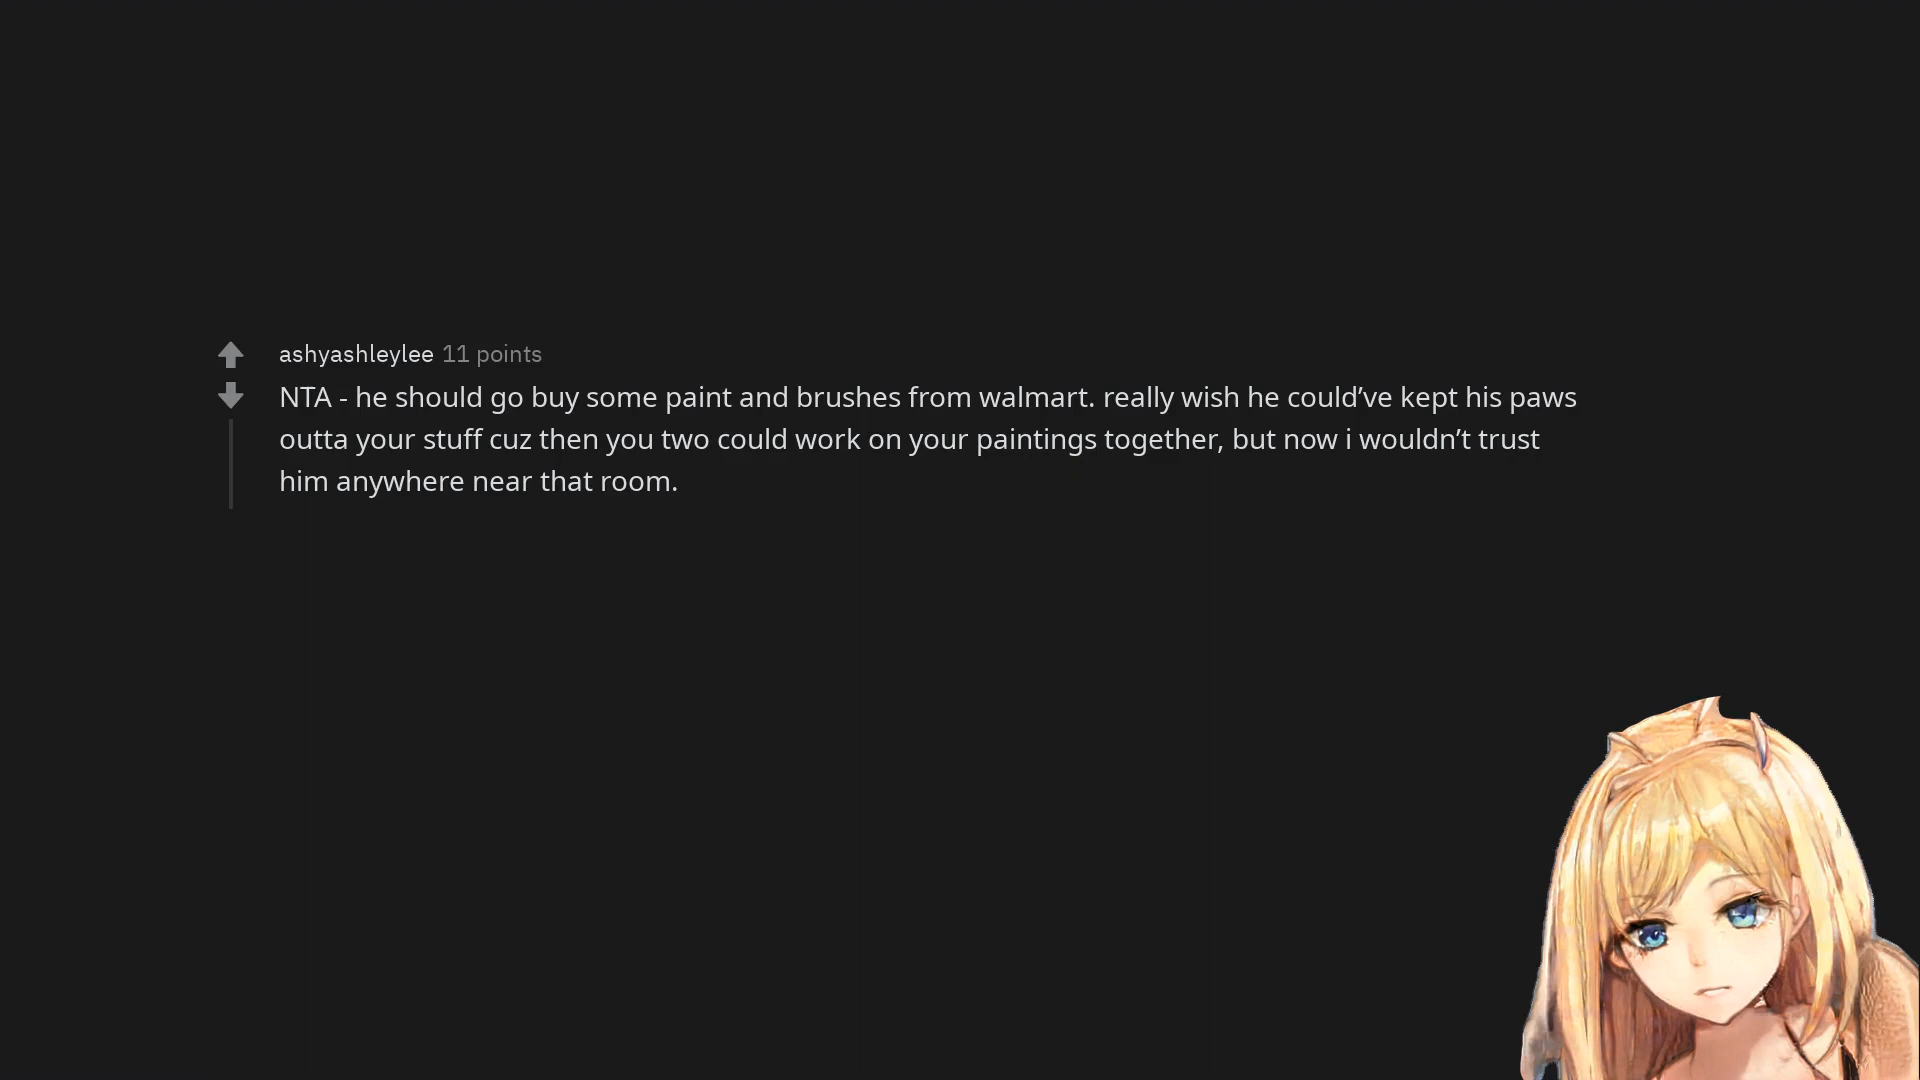 ashyashleylee 11 points
NTA - he should go buy some paint and brushes from walmart. really wish he could’ve kept his paws
outta your stuff cuz then you two could work on your paintings together, but now i wouldn’t trust
him anywhere near that room.